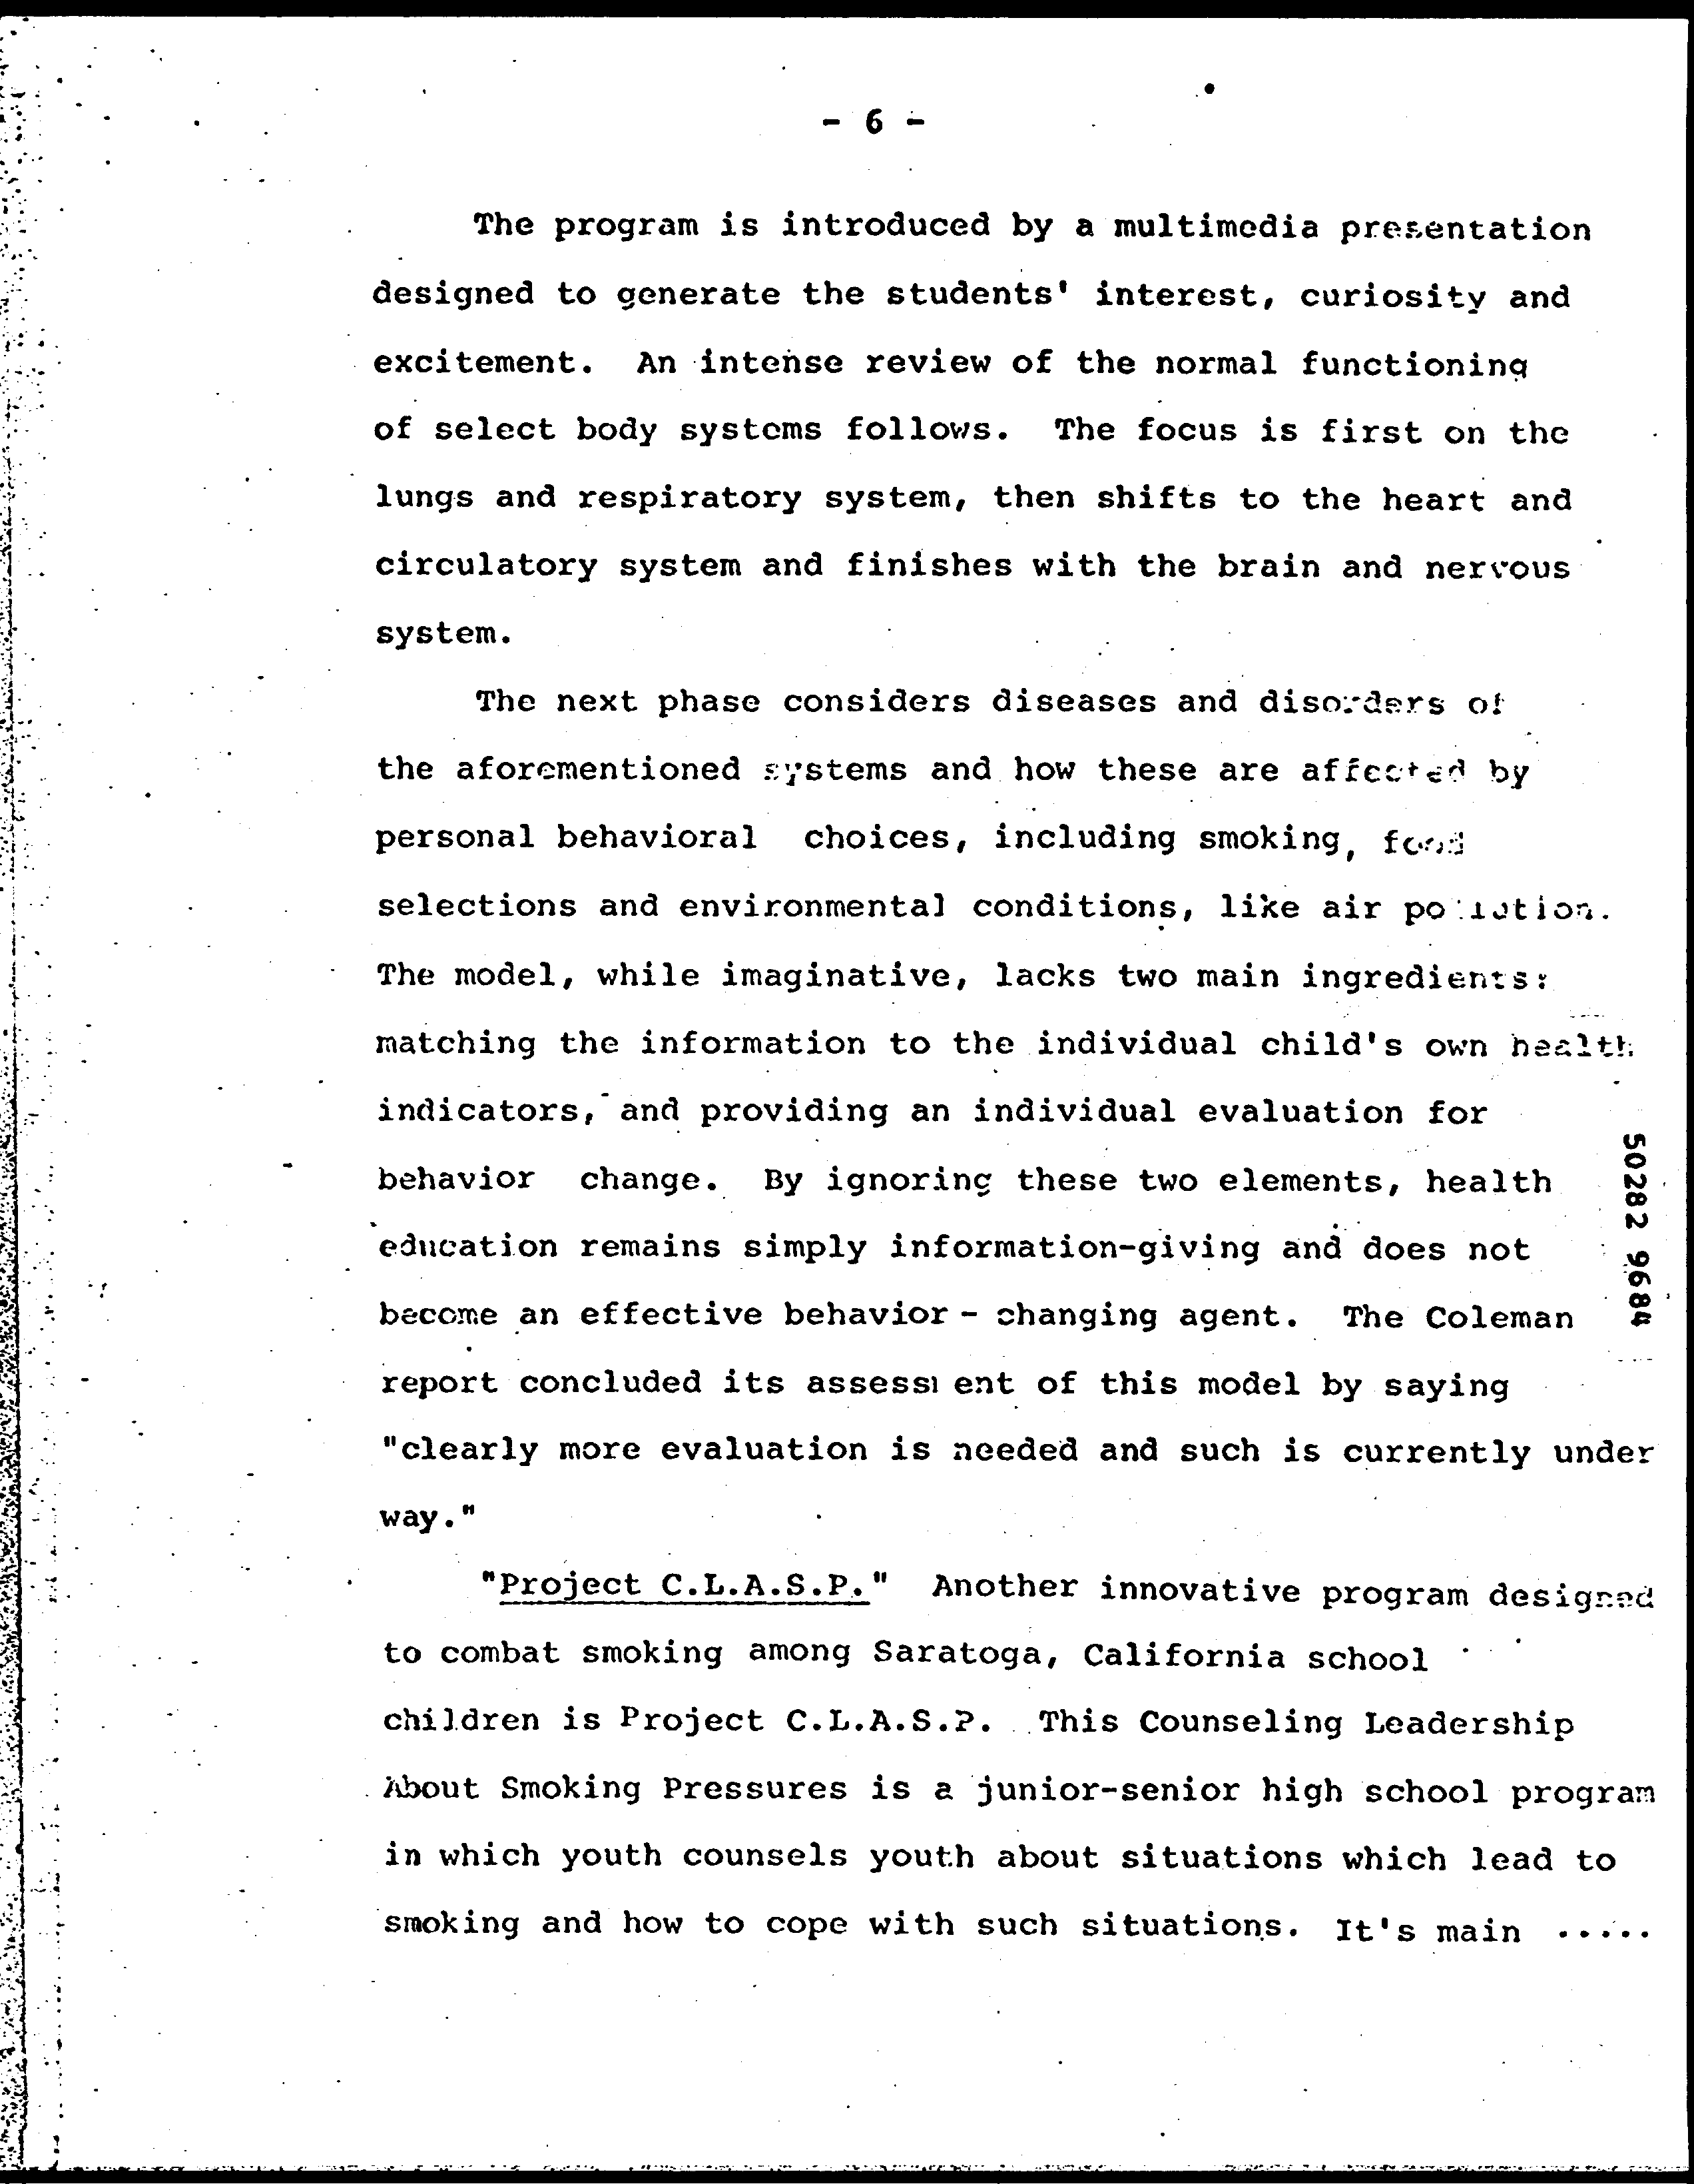 - 6 -
The program is introduced by a multimedia presentation
designed to generate the students' interest, curiosity and
excitement. An intense review of the normal functioning
of select body systems follows. The focus is first on the
lungs and respiratory system, then shifts to the heart and
circulatory system and finishes with the brain and nervous
system.
The next phase considers diseases and disorders of
the aforementioned systems and how these are affected by
personal behavioral choices, including smoking, food
selections and environmental conditions, like air pollution.
The model, while imaginative, lacks two main ingredients:
matching the information to the individual child's own health
indicators, and providing an individual evaluation for
behavior change. By ignoring these two elements, health
education remains simply information-giving and does not
become an effective behavior - changing agent. The Coleman
report concluded its assessment of this model by saying
"clearly more evaluation is needed and such is currently under
way."
"Project C.L.A.S.P." Another innovative program designed
to combat smoking among Saratoga, California school
children is Project C.L.A.S.P. This Counseling Leadership
About Smoking Pressures is a junior-senior high school program
in which youth counsels youth about situations which lead to
smoking and how to cope with such situations. It's main .....
50282 9684